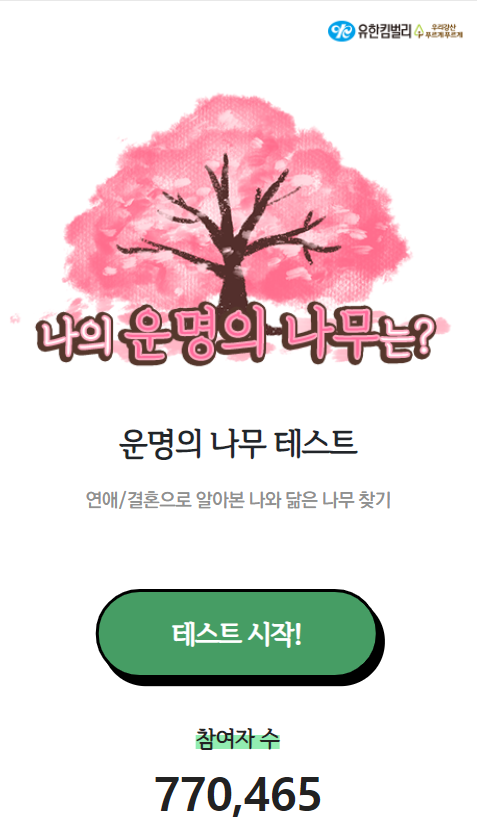 유한킴벌리 우리강산 푸르게 푸르게
나의 운명의 나무는?
운명의 나무 테스트
연애/결혼으로 알아본 나와 닮은 나무 찾기
테스트 시작!
참여자 수
770,465